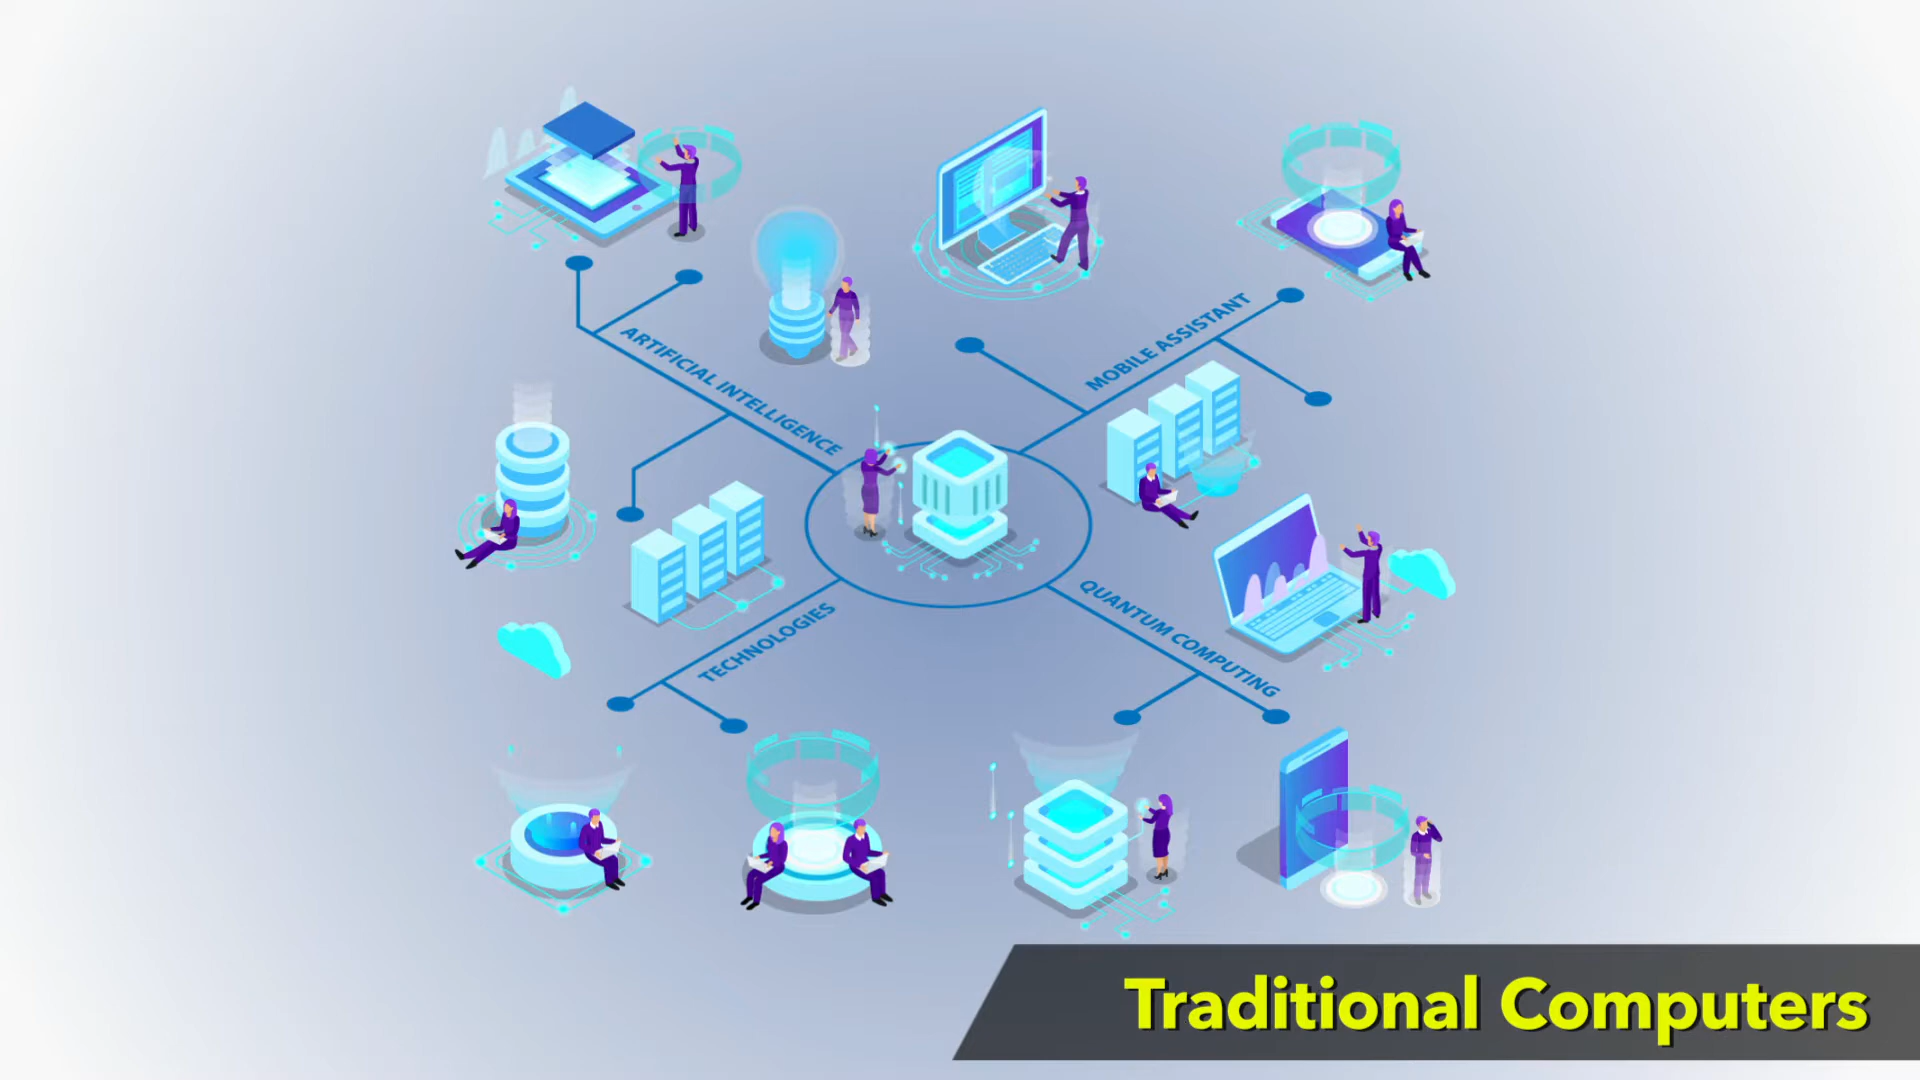 ARTIFICIAL INTELLIGENCE
MOBILE ASSISTANT
TECHNOLOGIES
QUANTUM COMPUTING
Traditional Computers